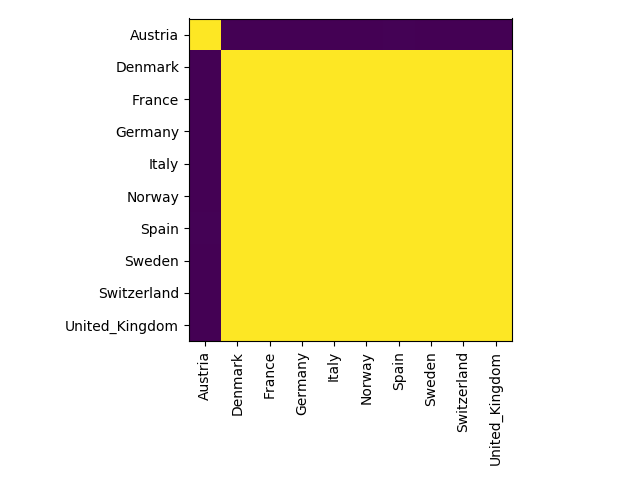 Austria
Denmark
France
Germany
Italy
Norway
Spain
Sweden
Switzerland
United_Kingdom
Austria
Denmark
France
Germany
Italy
Norway
Spain
Sweden
Switzerland
United_Kingdom